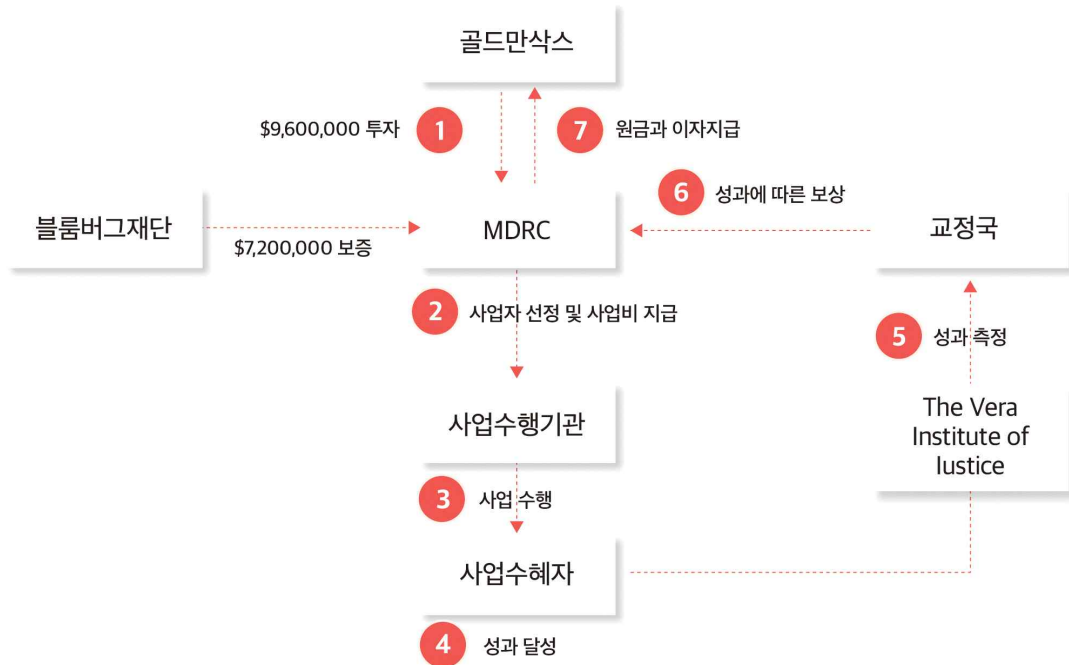 골드만삭스
$9,600,000 투자
1
7
원금과 이자지급
6
성과에 따른 보상
블룸버그재단
$7,200,000 보증
MDRC
교정국
2
사업자 선정 및 사업비 지급
5
성과 측정
사업수행기관
The Vera
Institute of
Iustice
3
사업 수행
사업수혜자
4
성과 달성